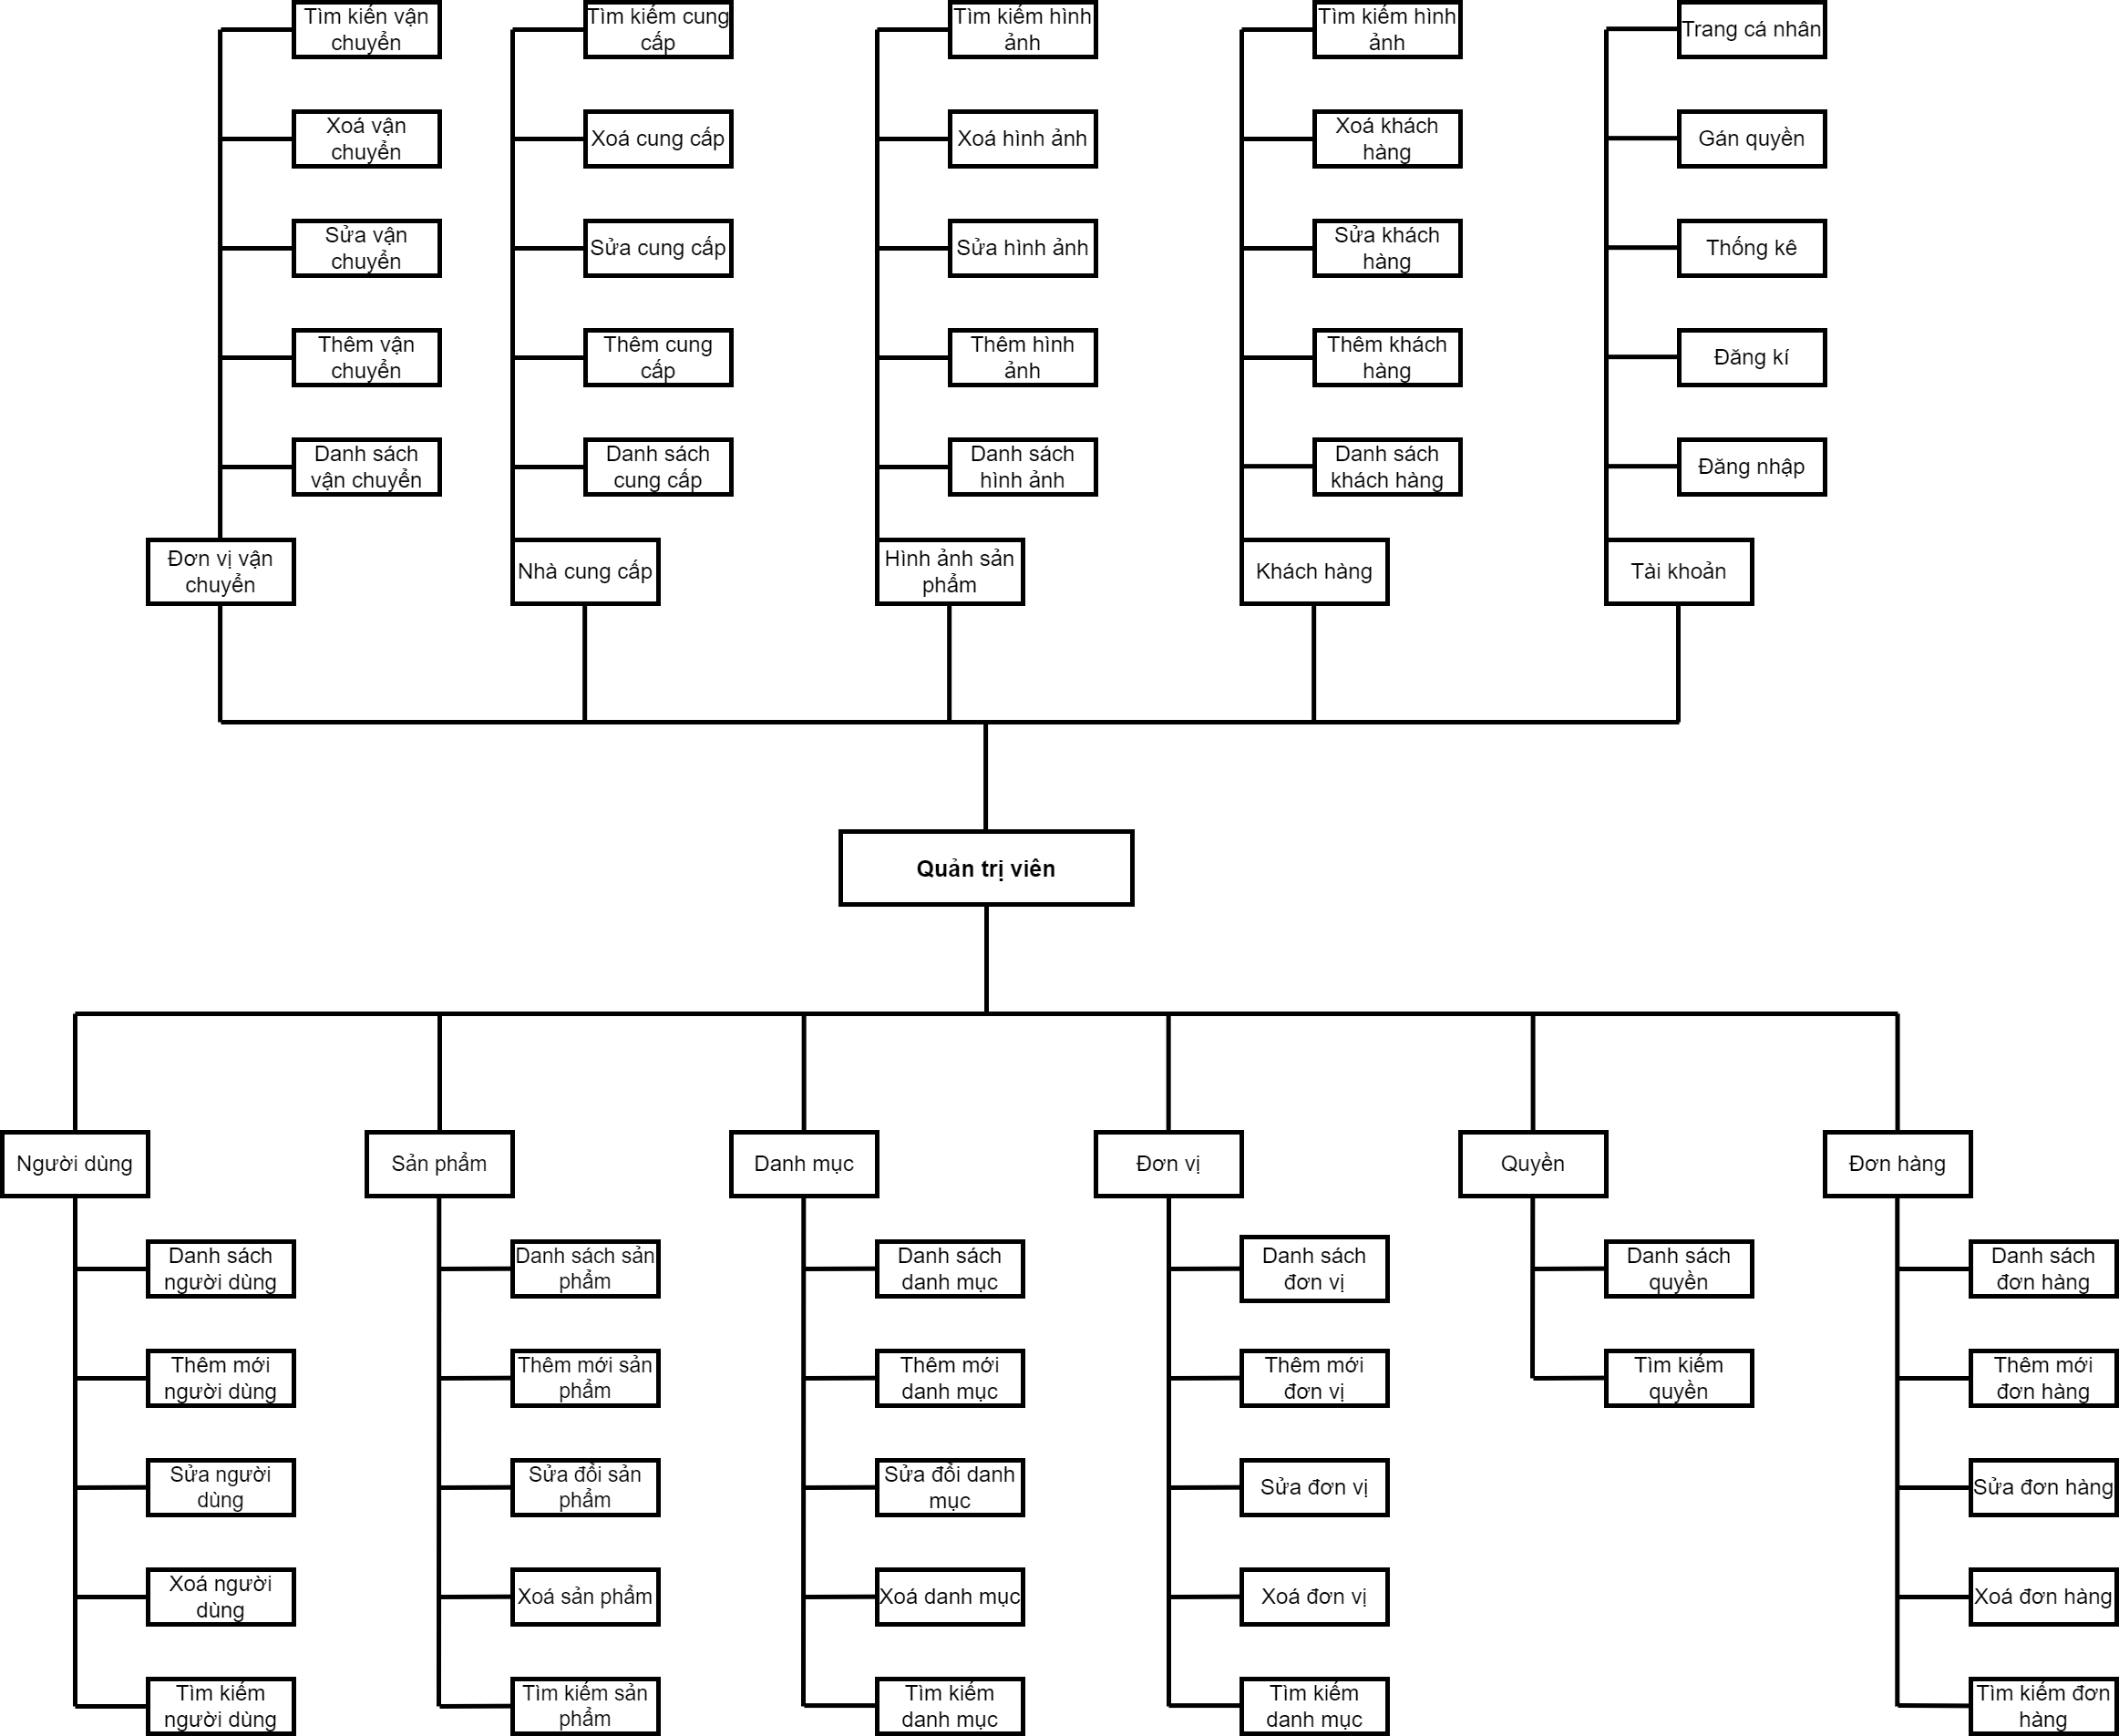 Tìm kiến vận
chuyển
Tìm kiếm cung
cấp
Tìm kiếm hình
ảnh
Tìm kiếm hình
ảnh
Trang cá nhân
Xoá vận
chuyển
Xoá cung cấp
Xoá hình ảnh
Xoá khách
hàng
Gán quyền
Sửa vận
chuyển
Sửa cung cấp
Sửa hình ảnh
Sửa khách
hàng
Thống kê
Thêm vận
chuyển
Thêm cung
cấp
Thêm hình
ảnh
Thêm khách
hàng
Đăng kí
Danh sách
vận chuyển
Danh sách
cung cấp
Danh sách
hình ảnh
Danh sách
khách hàng
Đăng nhập
Đơn vị vận
chuyển
Nhà cung cấp
Hình ảnh sản
phẩm
Khách hàng
Tài khoản
Quản trị viên
Người dùng
Sản phẩm
Danh mục
Đơn vị
Quyền
Đơn hàng
Danh sách
người dùng
Danh sách sản
phẩm
Danh sách
danh mục
Danh sách
đơn vị
Danh sách
quyền
Danh sách
đơn hàng
Thêm mới
người dùng
Thêm mới sản
phẩm
Thêm mới
danh mục
Thêm mới
đơn vị
Tìm kiếm
quyền
Thêm mới
đơn hàng
Sửa người
dùng
Sửa đổi sản
phẩm
Sửa đổi danh
mục
Sửa đơn vị
Sửa đơn hàng
Xoá người
dùng
Xoá sản phẩm
Xoá danh mục
Xoá đơn vị
Xoá đơn hàng
Tìm kiếm
người dùng
Tìm kiếm sản
phẩm
Tìm kiếm
danh mục
Tìm kiếm
danh mục
Tìm kiếm đơn
hàng